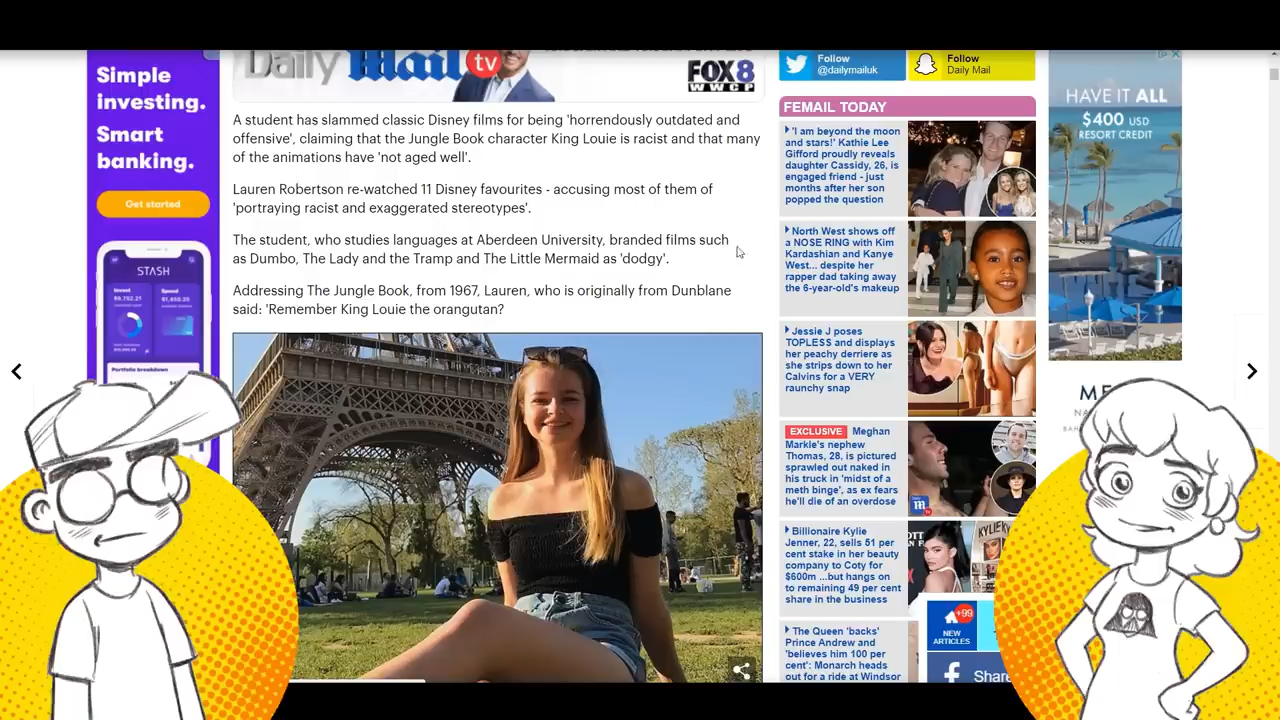 Simple
investing.
Smart
banking.
Get started
STASH
Invest
Spend
Portfolio breakdown
Daily Mail tv
FOX8
WWCP
A student has slammed classic Disney films for being 'horrendously outdated and
offensive', claiming that the Jungle Book character King Louie is racist and that many
of the animations have 'not aged well'.
Lauren Robertson re-watched 11 Disney favourites - accusing most of them of
'portraying racist and exaggerated stereotypes'.
The student, who studies languages at Aberdeen University, branded films such
as Dumbo, The Lady and the Tramp and The Little Mermaid as 'dodgy'.
Addressing The Jungle Book, from 1967, Lauren, who is originally from Dunblane
said: 'Remember King Louie the orangutan?
Follow
@dailymailuk
Follow
Daily Mail
FEMAIL TODAY
'I am beyond the moon
and stars!' Kathie Lee
Gifford proudly reveals
daughter Cassidy, 26, is
engaged friend - just
months after her son
popped the question
North West shows off
a NOSE RING with Kim
Kardashian and Kanye
West... despite her
rapper dad taking away
the 6-year-old's makeup
Jessie J poses
TOPLESS and displays
her peachy derriere as
she strips down to her
Calvins for a VERY
raunchy snap
EXCLUSIVE Meghan
Markle's nephew
Thomas, 28, is pictured
sprawled out naked in
his truck in 'midst of a
meth binge', as ex fears
he'll die of an overdose
Billionaire Kylie
Jenner, 22, sells 51 per
cent stake in her beauty
company to Coty for
$600m ...but hangs on
to remaining 49 per cent
share in the business
The Queen 'backs'
Prince Andrew and
'believes him 100 per
cent': Monarch heads
out for a ride at Windsor
+99
NEW
ARTICLES
Share
HAVE IT ALL
$400 USD
RESORT CREDIT